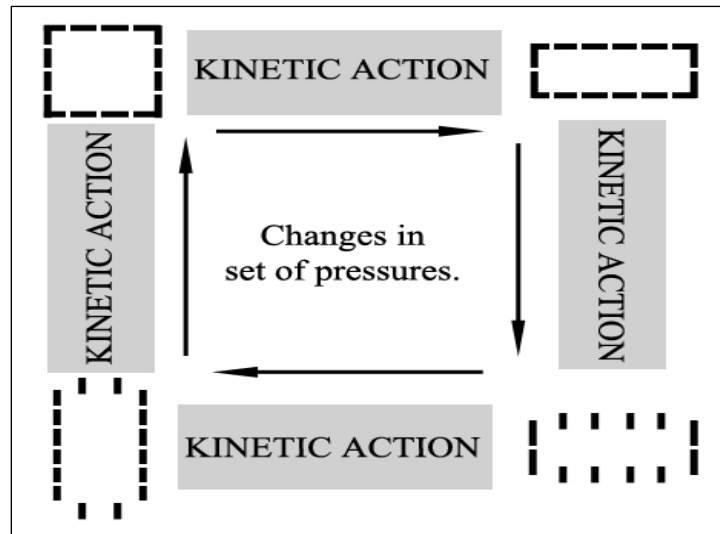 KINETIC ACTION
KINETIC ACTION
KINETIC ACTION
Changes in
set of pressures.
KINETIC ACTION